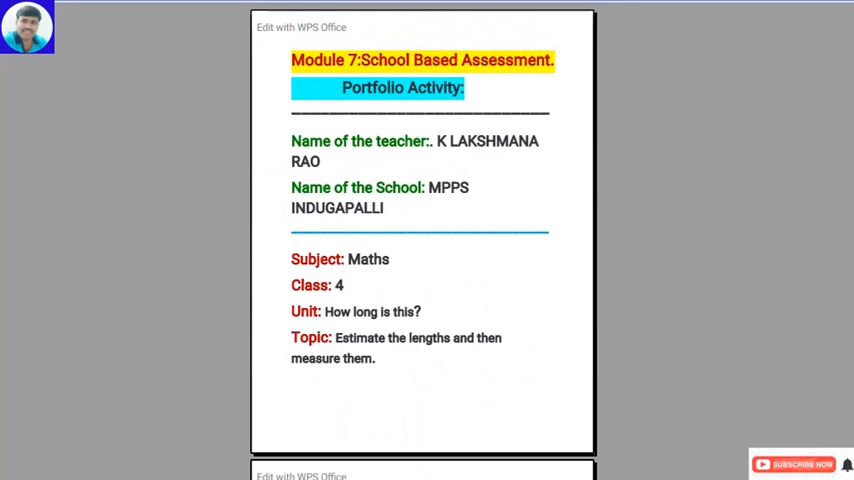 Edit with WPS Office
Module 7:School Based Assessment.
Portfolio Activity:
Name of the teacher:. K LAKSHMANA
RAO
Name of the School: MPPS
INDUGAPALLI
Subject: Maths
Class: 4
Unit: How long is this?
Topic: Estimate the lengths and then
measure them.
SUBSCRIBE NOW
Edit with WPS Office